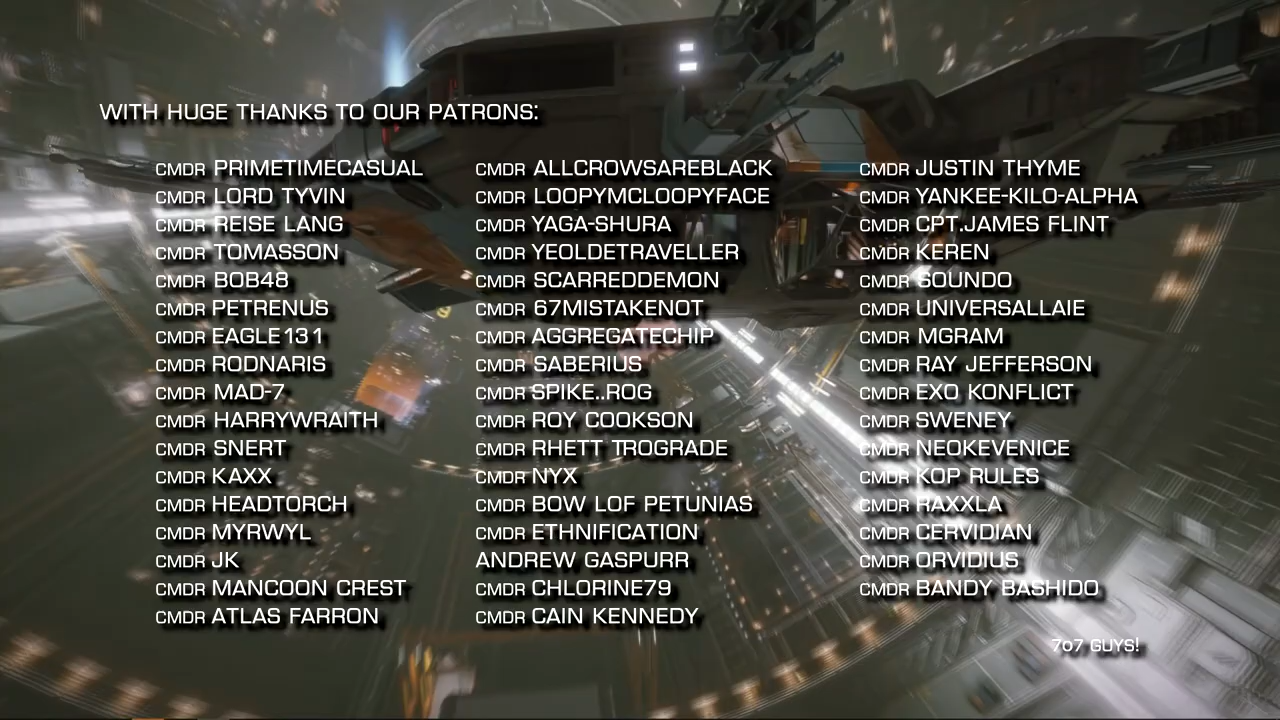 WITH HUGE THANKS TO OUR PATRONS:
CMDR PRIMETIMECASUAL
CMDR LORD TYVIN
CMDR REISE LANG
CMDR TOMASSON
CMDR BOB48
CMDR PETRENUS
CMDR EAGLE131
CMDR RODNARIS
CMDR MAD-7
CMDR HARRYWRAITH
CMDR SNERT
CMDR KAXX
CMDR HEADTORCH
CMDR MYRWYL
CMDR JK
CMDR MANCOON CREST
CMDR ATLAS FARRON
CMDR ALLCROWSAREBLACK
CMDR LOOPYMCLOOPYFACE
CMDR YAGA-SHURA
CMDR YEOLDETRAVELLER
CMDR SCARREDDEMON
CMDR 67MISTAKENOT
CMDR AGGREGATECHIP
CMDR SABERIUS
CMDR SPIKE..ROG
CMDR ROY COOKSON
CMDR RHETT TROGRADE
CMDR NYX
CMDR BOW LOF PETUNIAS
CMDR ETHNIFICATION
ANDREW GASPURR
CMDR CHLORINE79
CMDR CAIN KENNEDY
CMDR JUSTIN THYME
CMDR YANKEE-KILO-ALPHA
CMDR CPT.JAMES FLINT
CMDR KEREN
CMDR SOUNDO
CMDR UNIVERSALLAIE
CMDR MGRAM
CMDR RAY JEFFERSON
CMDR EXO KONFLICT
CMDR SWENEY
CMDR NEOKEVENICE
CMDR KOP RULES
CMDR RAXXLA
CMDR CERVIDIAN
CMDR ORVIDIUS
CMDR BANDY BASHIDO
7o7 GUYS!